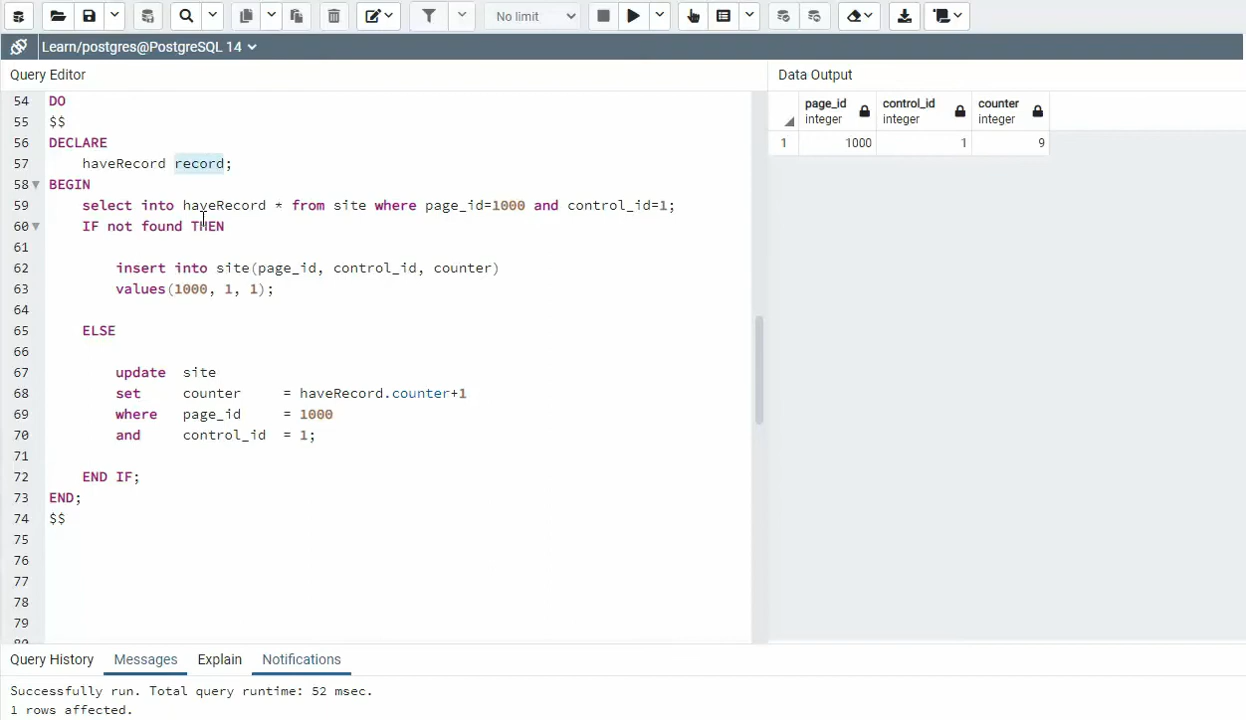 No limit
Learn/postgres@PostgreSQL 14
Query Editor
Data Output
54 DO
55 $$
56 DECLARE
57 haveRecord record;
58 BEGIN
59 select into haveRecord * from site where page_id=1000 and control_id=1;
60 IF not found THEN
61
62 insert into site(page_id, control_id, counter)
63 values(1000, 1, 1);
64
65 ELSE
66
67 update site
68 set counter = haveRecord.counter+1
69 where page_id = 1000
70 and control_id = 1;
71
72 END IF;
73 END;
74 $$
75
76
77
78
79
80
page_id control_id counter
integer integer integer
1 1000 1 9
Query History Messages Explain Notifications
Successfully run. Total query runtime: 52 msec.
1 rows affected.